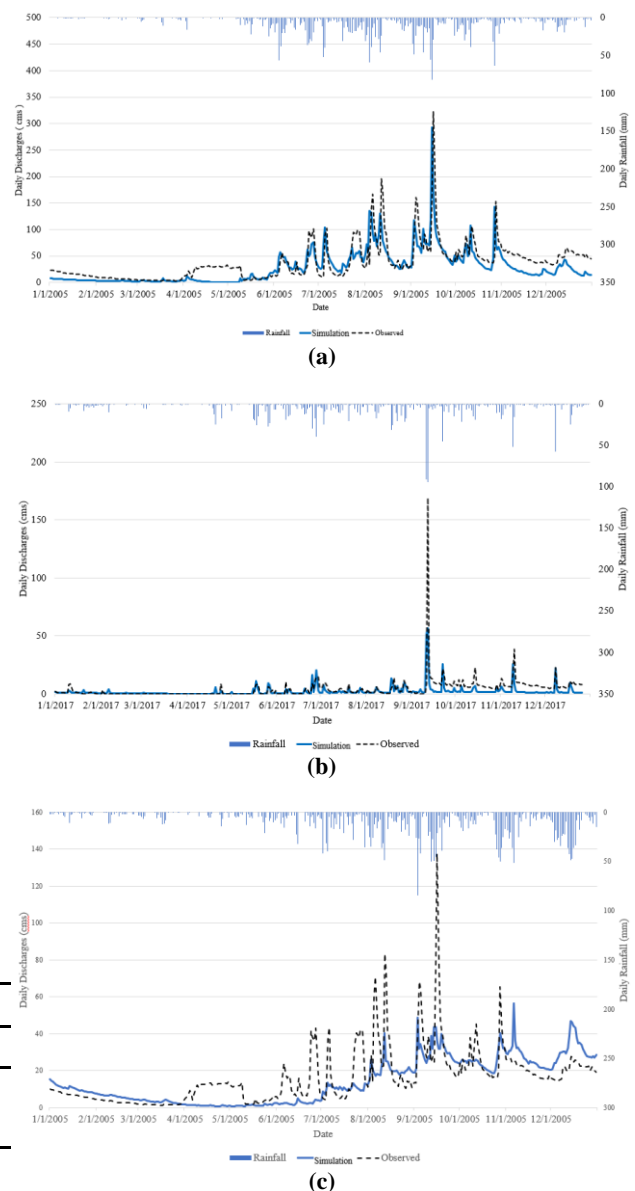 500 450 400 350 300 250 200 150 100 50 0
Daily Discharges ( cms )
0 50 100 150 200 250 300 350
Daily Rainfall (mm)
1/1/2005 2/1/2005 3/1/2005 4/1/2005 5/1/2005 6/1/2005 7/1/2005 8/1/2005 9/1/2005 10/1/2005 11/1/2005 12/1/2005
Date
Rainfall Simulation Observed
(a)
250 200 150 100 50 0
Daily Discharges (cms)
0 50 100 150 200 250 300 350
Daily Rainfall (mm)
1/1/2017 2/1/2017 3/1/2017 4/1/2017 5/1/2017 6/1/2017 7/1/2017 8/1/2017 9/1/2017 10/1/2017 11/1/2017 12/1/2017
Date
Rainfall Simulation Observed
(b)
160 140 120 100 80 60 40 20 0
Daily Discharges (cms)
0 50 100 150 200 250 300
Daily Rainfall (mm)
1/1/2005 2/1/2005 3/1/2005 4/1/2005 5/1/2005 6/1/2005 7/1/2005 8/1/2005 9/1/2005 10/1/2005 11/1/2005 12/1/2005
Date
Rainfall Simulation Observed
(c)